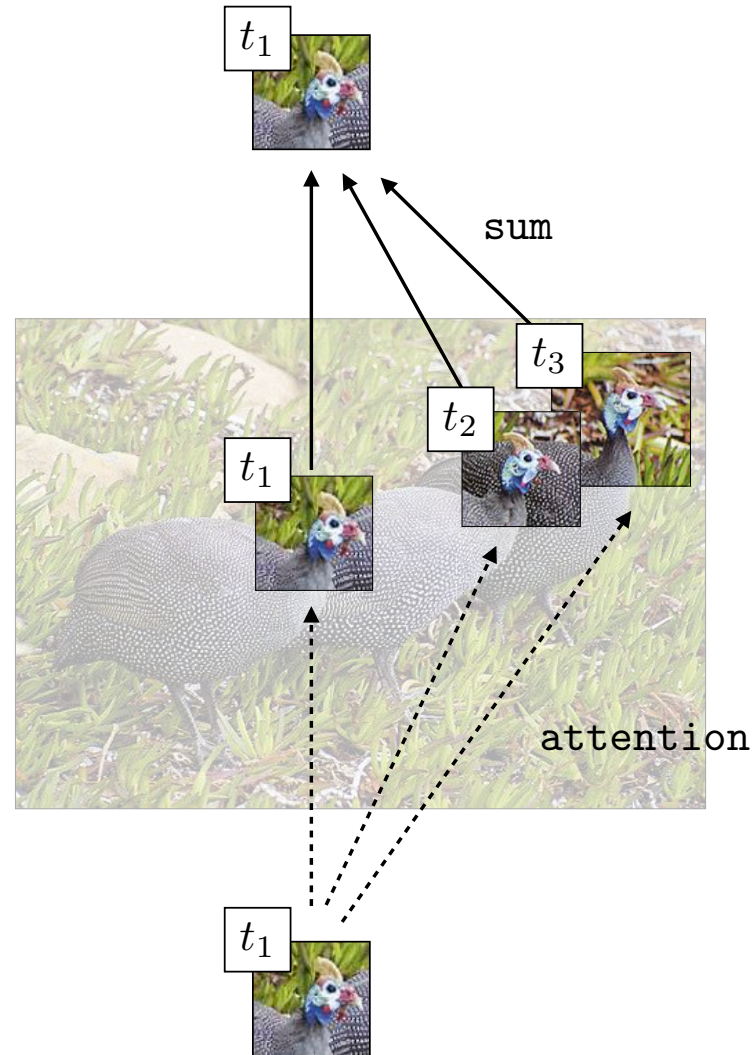 t₁
sum
t₃
t₂
t₁
attention
t₁